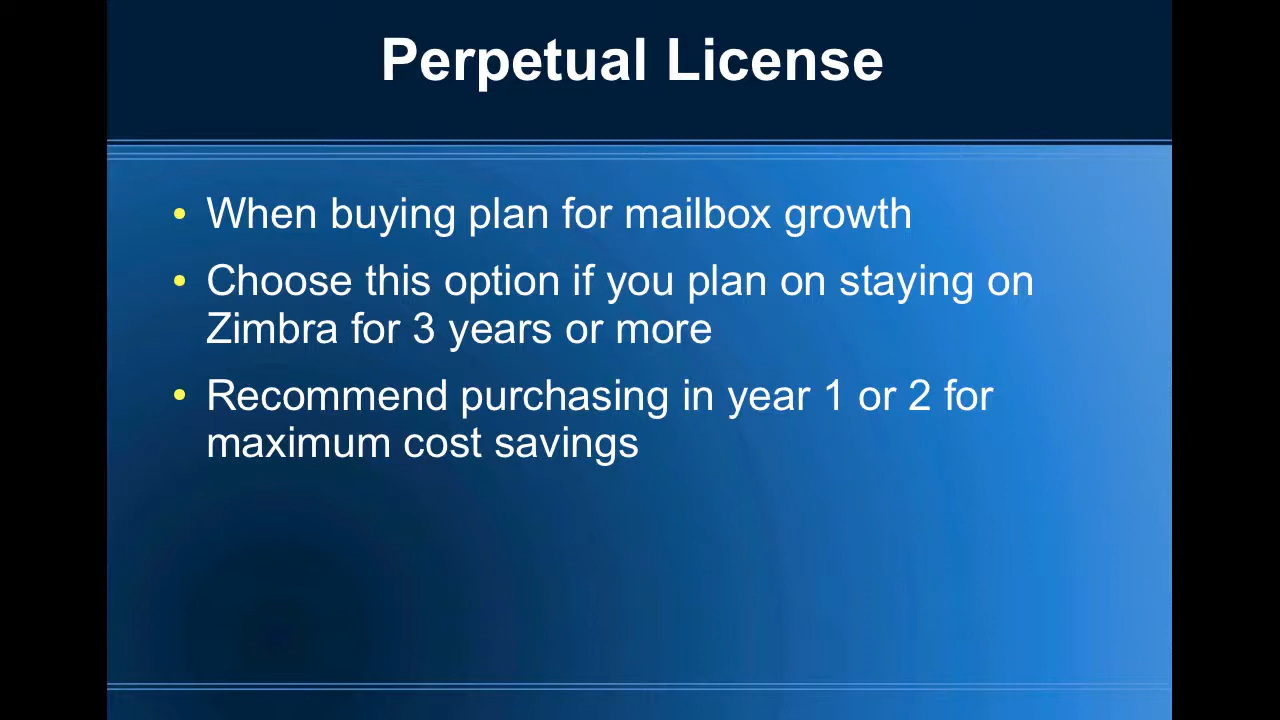 Perpetual License
• When buying plan for mailbox growth
• Choose this option if you plan on staying on
Zimbra for 3 years or more
• Recommend purchasing in year 1 or 2 for
maximum cost savings